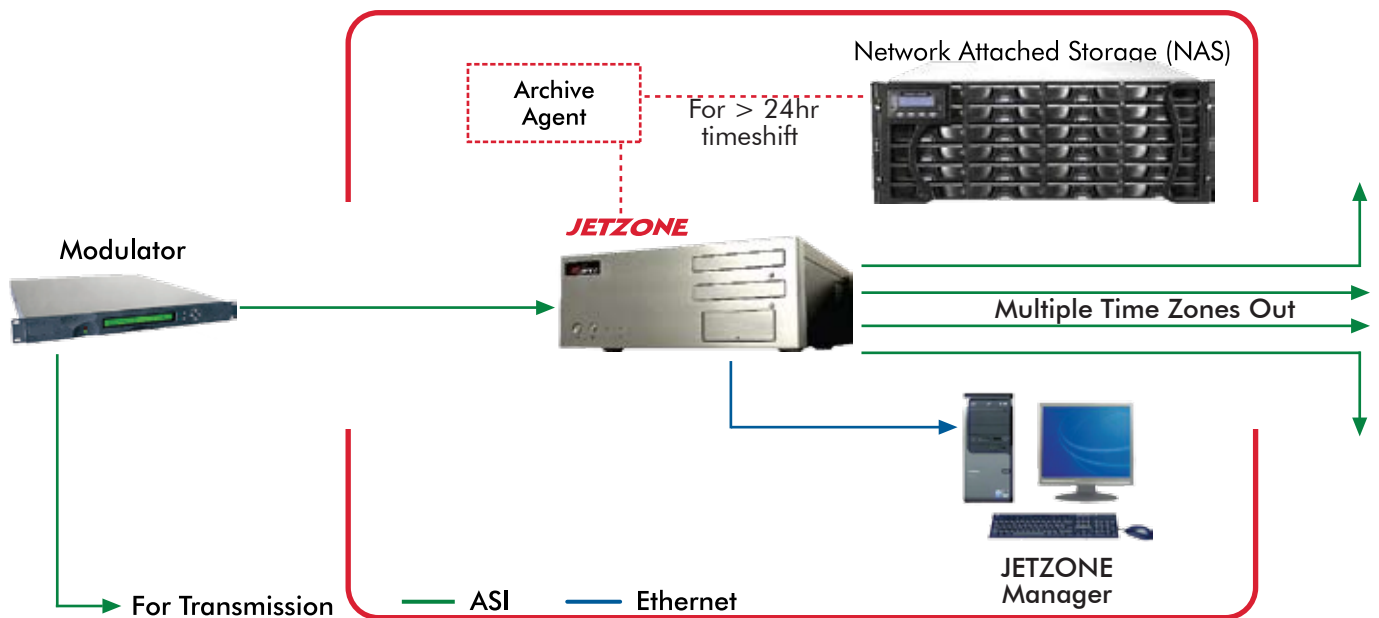 Network Attached Storage (NAS)
Archive
Agent
For > 24hr
timeshift
JETZONE
Modulator
Multiple Time Zones Out
JETZONE
Manager
For Transmission
ASI
Ethernet